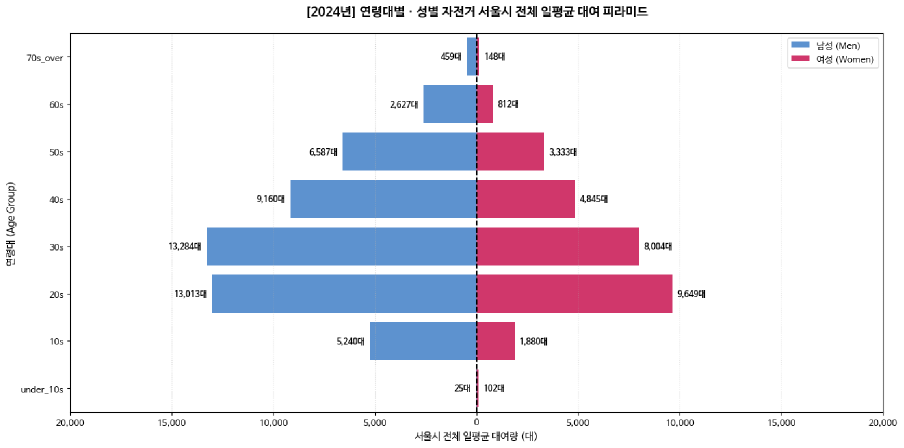 [2024년] 연령대별 · 성별 자전거 서울시 전체 일평균 대여 피라미드
남성 (Men)
여성 (Women)
연령대 (Age Group)
70s_over 459대 148대
60s 2,627대 812대
50s 6,587대 3,333대
40s 9,160대 4,845대
30s 13,284대 8,004대
20s 13,013대 9,649대
10s 5,240대 1,880대
under_10s 25대 102대
20,000 15,000 10,000 5,000 0 5,000 10,000 15,000 20,000
서울시 전체 일평균 대여량 (대)